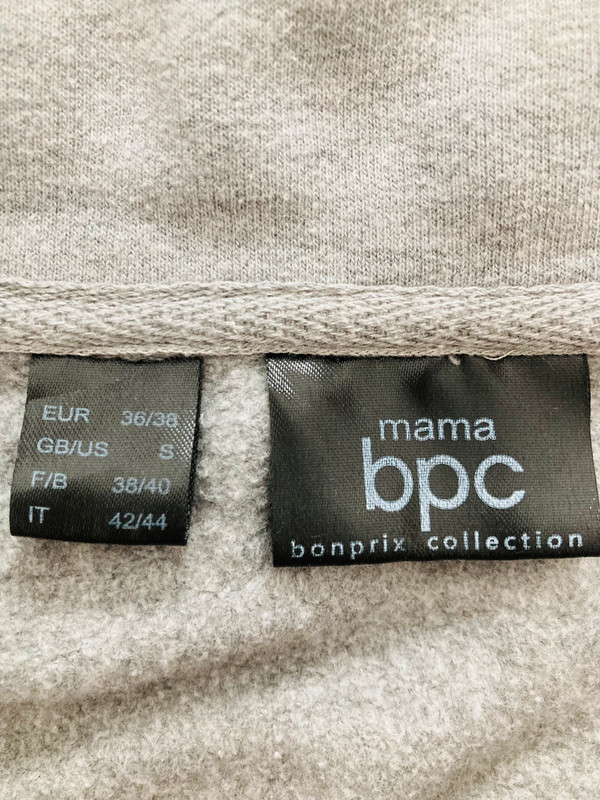 EUR 36/38
GB/US S
F/B 38/40
IT 42/44
mama
bpc
bonprix collection